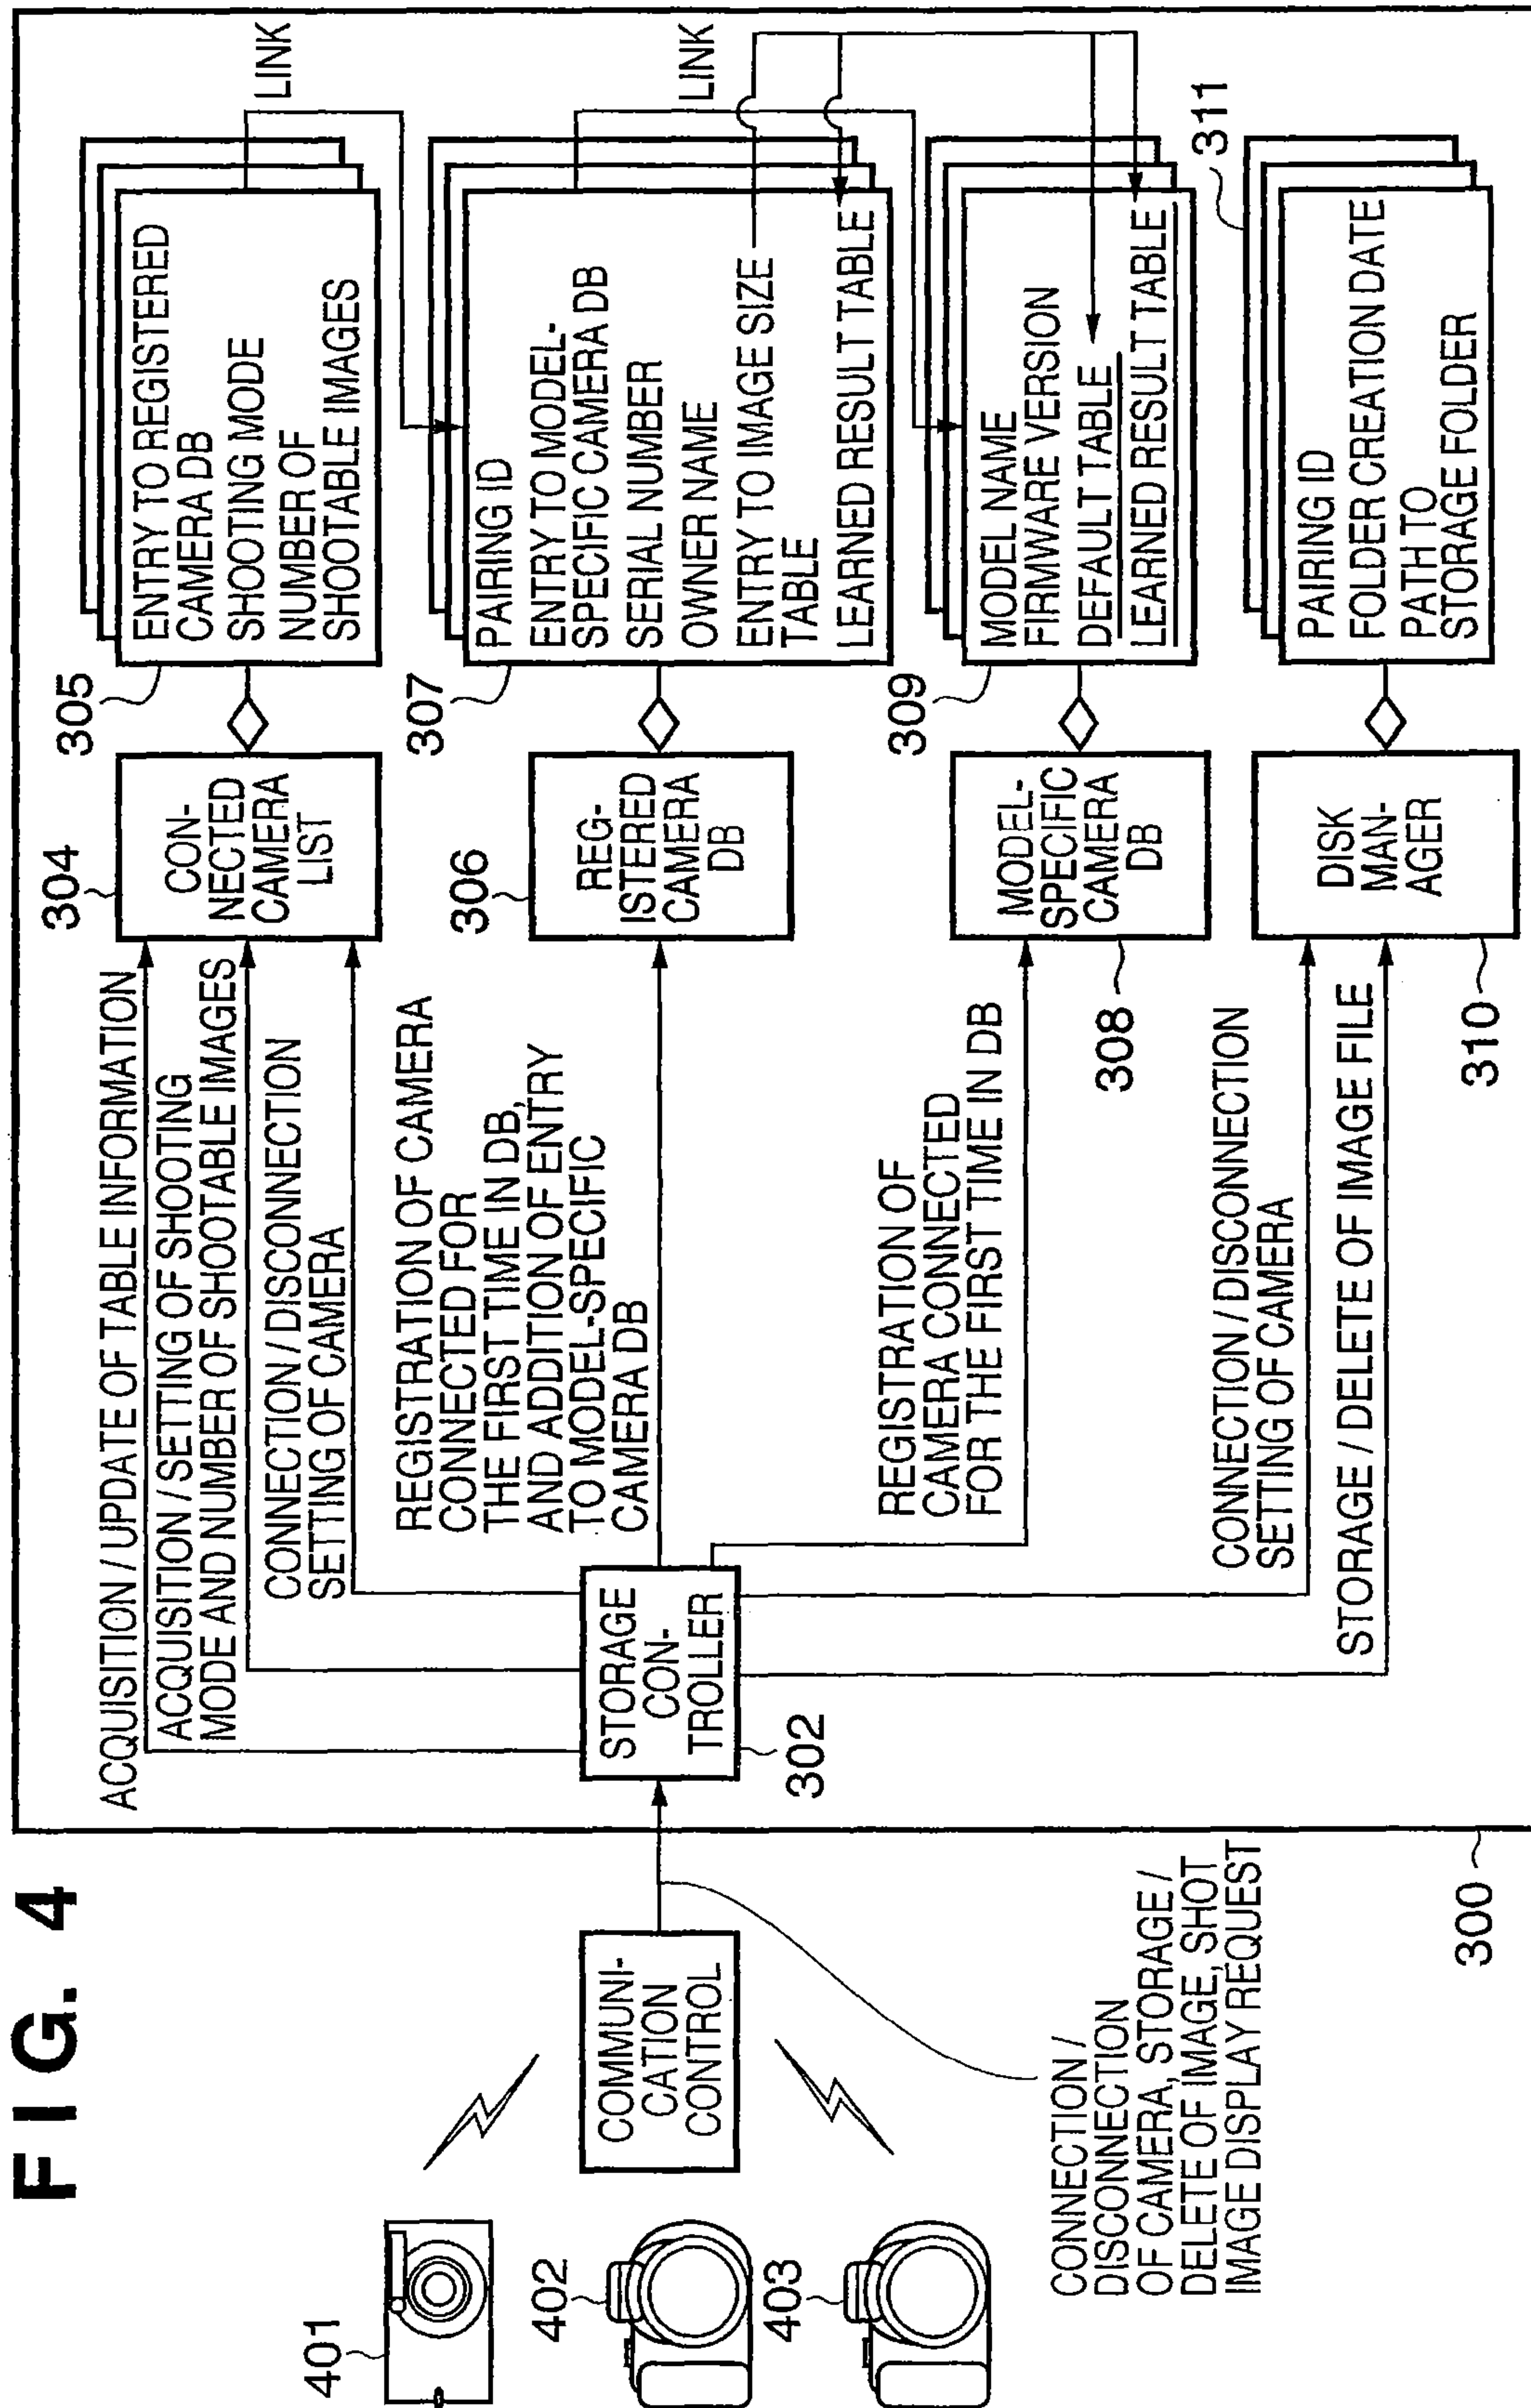 FIG. 4
401
402
403
COMMUNI-
CATION
CONTROL
CONNECTION /
DISCONNECTION
OF CAMERA, STORAGE /
DELETE OF IMAGE, SHOT
IMAGE DISPLAY REQUEST
300
STORAGE
CON-
TROLLER
302
ACQUISITION / UPDATE OF TABLE INFORMATION
ACQUISITION / SETTING OF SHOOTING
MODE AND NUMBER OF SHOOTABLE IMAGES
CONNECTION / DISCONNECTION
SETTING OF CAMERA
REGISTRATION OF CAMERA
CONNECTED FOR
THE FIRST TIME IN DB,
AND ADDITION OF ENTRY
TO MODEL-SPECIFIC
CAMERA DB
REGISTRATION OF
CAMERA CONNECTED
FOR THE FIRST TIME IN DB
CONNECTION / DISCONNECTION
SETTING OF CAMERA
STORAGE / DELETE OF IMAGE FILE
304
CON-
NECTED
CAMERA
LIST
306
REG-
ISTERED
CAMERA
DB
MODEL-
SPECIFIC
CAMERA
DB
308
DISK
MAN-
AGER
310
305
ENTRY TO REGISTERED
CAMERA DB
SHOOTING MODE
NUMBER OF
SHOOTABLE IMAGES
LINK
307
PAIRING ID
ENTRY TO MODEL-
SPECIFIC CAMERA DB
SERIAL NUMBER
OWNER NAME
ENTRY TO IMAGE SIZE
TABLE
LEARNED RESULT TABLE
LINK
309
MODEL NAME
FIRMWARE VERSION
DEFAULT TABLE
LEARNED RESULT TABLE
311
PAIRING ID
FOLDER CREATION DATE
PATH TO
STORAGE FOLDER